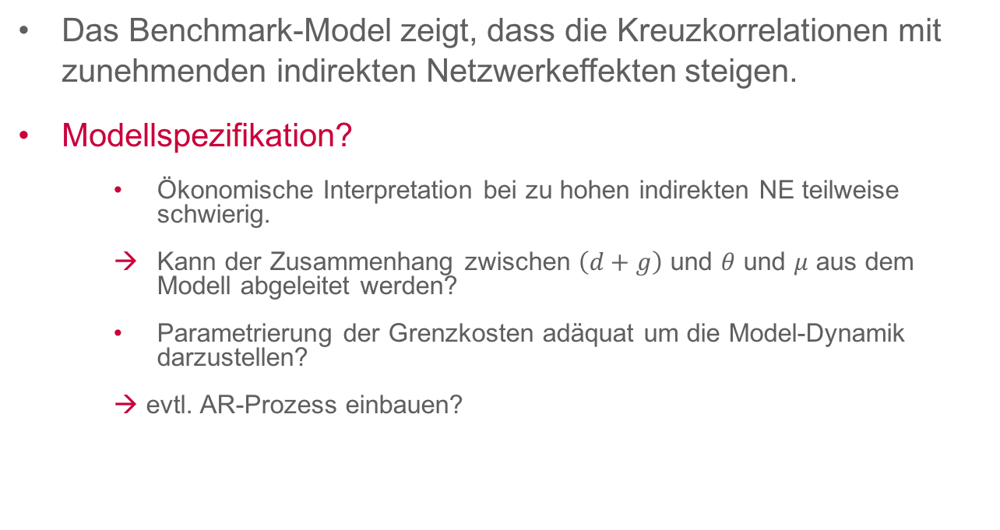 • Das Benchmark-Model zeigt, dass die Kreuzkorrelationen mit
zunehmenden indirekten Netzwerkeffekten steigen.
• Modellspezifikation?
• Ökonomische Interpretation bei zu hohen indirekten NE teilweise
schwierig.
→ Kann der Zusammenhang zwischen (d + g) und θ und μ aus dem
Modell abgeleitet werden?
• Parametrierung der Grenzkosten adäquat um die Model-Dynamik
darzustellen?
→ evtl. AR-Prozess einbauen?